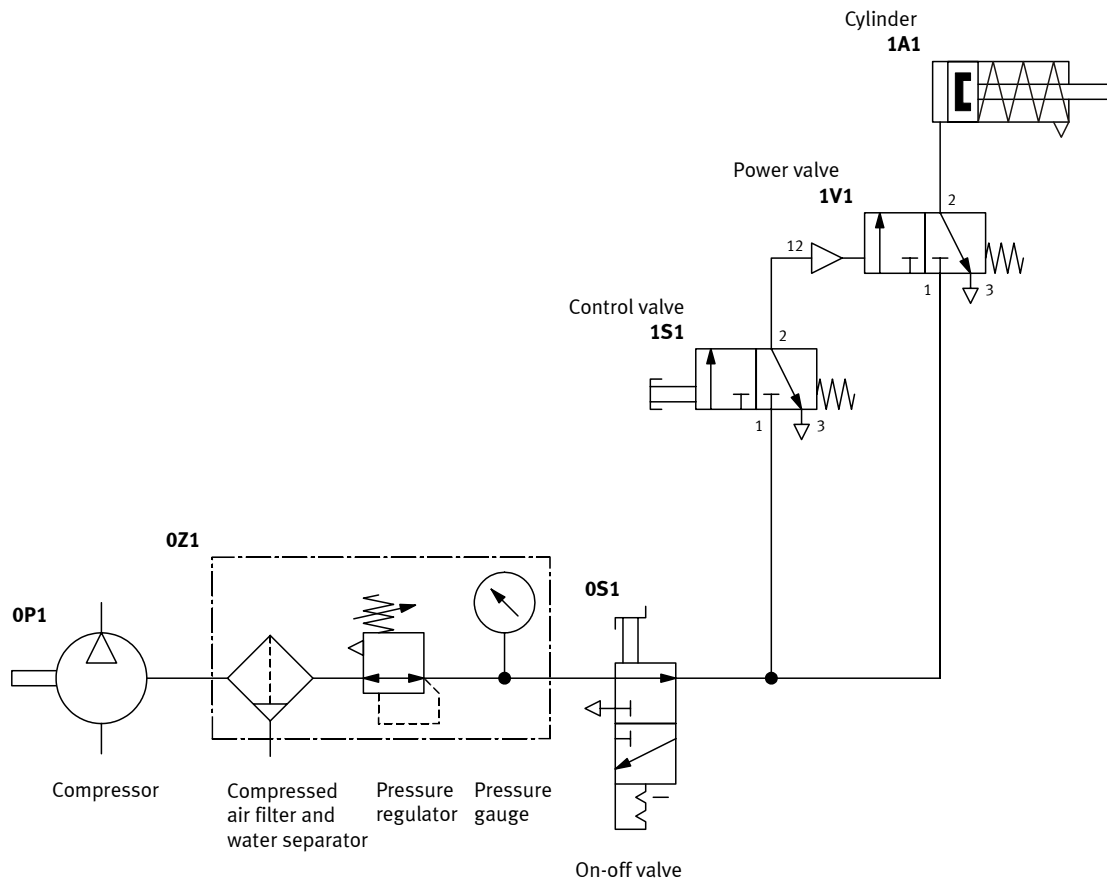 Cylinder
1A1
Power valve
1V1
2
12
1
3
Control valve
1S1
2
1
3
0Z1
0S1
0P1
Compressor
Compressed
air filter and
water separator
Pressure
regulator
Pressure
gauge
On-off valve